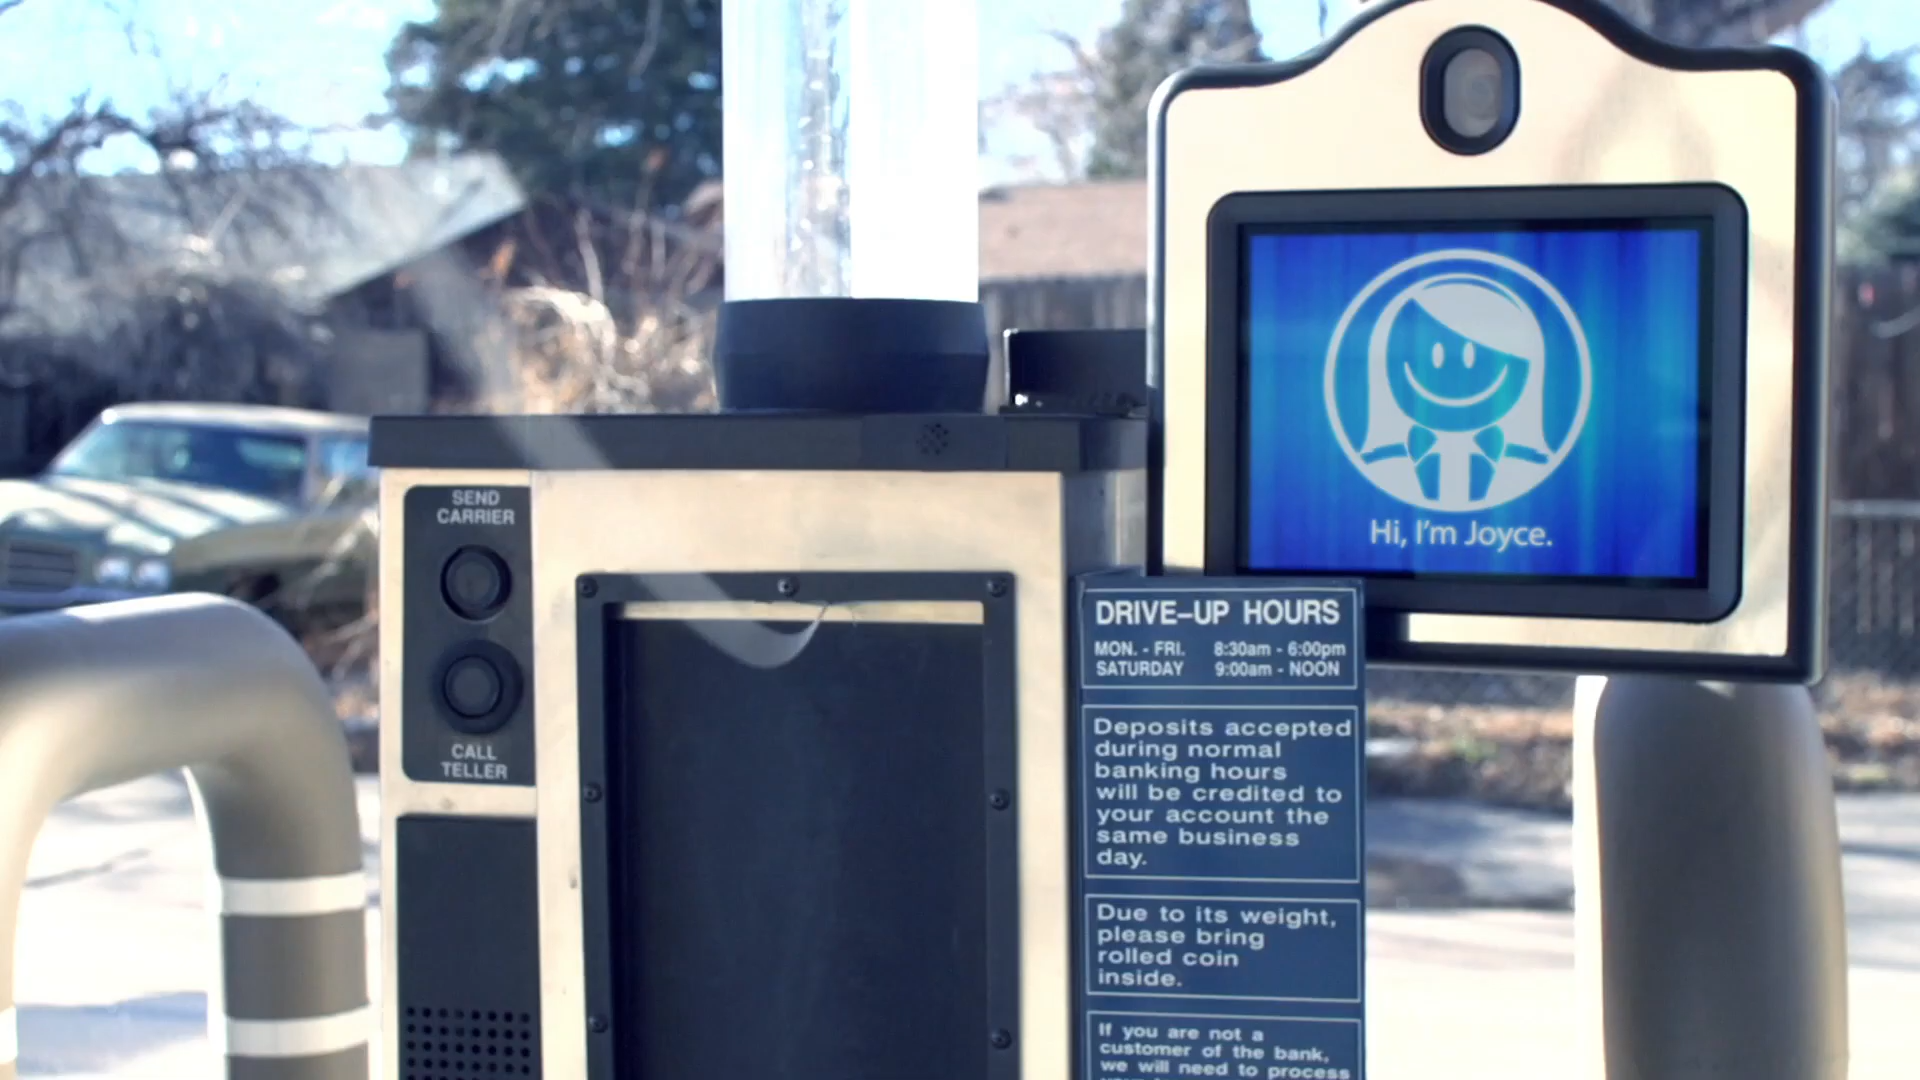 SEND
CARRIER
CALL
TELLER
Hi, I'm Joyce.
DRIVE-UP HOURS
MON. - FRI. 8:30am - 6:00pm
SATURDAY 9:00am - NOON
Deposits accepted
during normal
banking hours
will be credited to
your account the
same business
day.
Due to its weight,
please bring
rolled coin
inside.
If you are not a
customer of the bank,
we will need to process